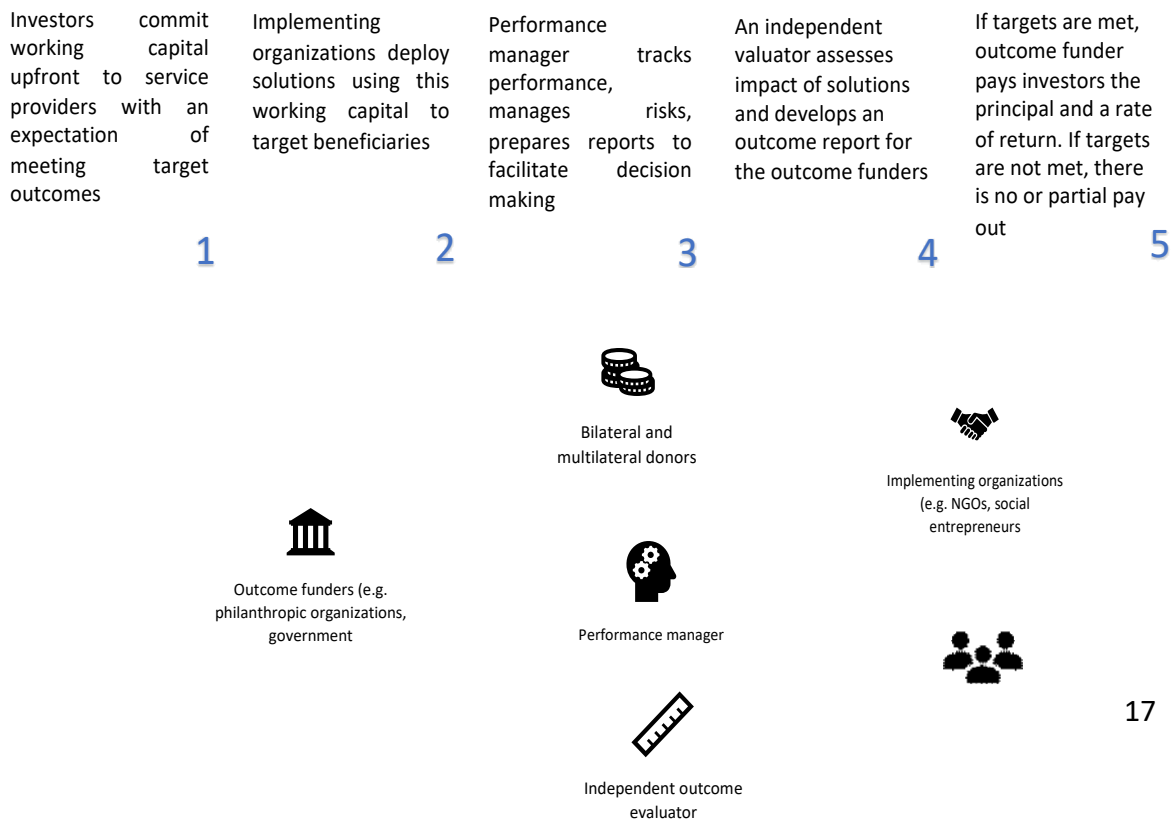 Investors commit
working capital
upfront to service
providers with an
expectation of
meeting target
outcomes
1
Implementing
organizations deploy
solutions using this
working capital to
target beneficiaries
2
Performance
manager tracks
performance,
manages risks,
prepares reports to
facilitate decision
making
3
An independent
valuator assesses
impact of solutions
and develops an
outcome report for
the outcome funders
4
If targets are met,
outcome funder
pays investors the
principal and a rate
of return. If targets
are not met, there
is no or partial pay
out
5
Outcome funders (e.g.
philanthropic organizations,
government
Bilateral and
multilateral donors
Performance manager
Independent outcome
evaluator
Implementing organizations
(e.g. NGOs, social
entrepreneurs
17